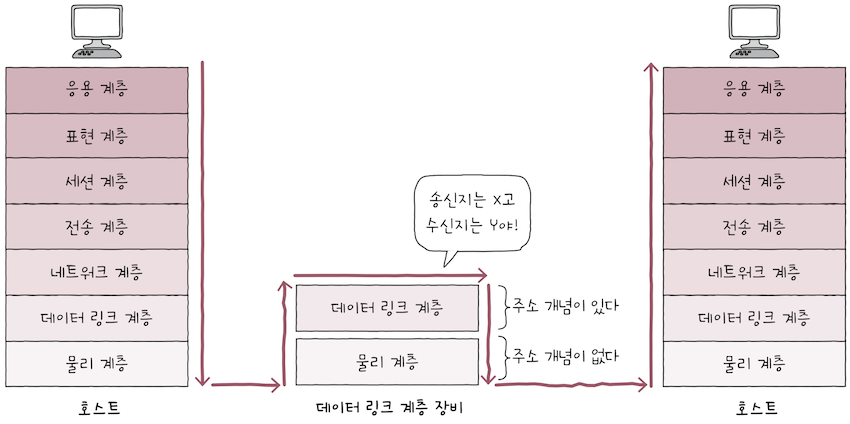 응용 계층
표현 계층
세션 계층
전송 계층
네트워크 계층
데이터 링크 계층
물리 계층
호스트
송신지는 X고
수신지는 Y야!
데이터 링크 계층
주소 개념이 있다
물리 계층
주소 개념이 없다
데이터 링크 계층 장비
응용 계층
표현 계층
세션 계층
전송 계층
네트워크 계층
데이터 링크 계층
물리 계층
호스트